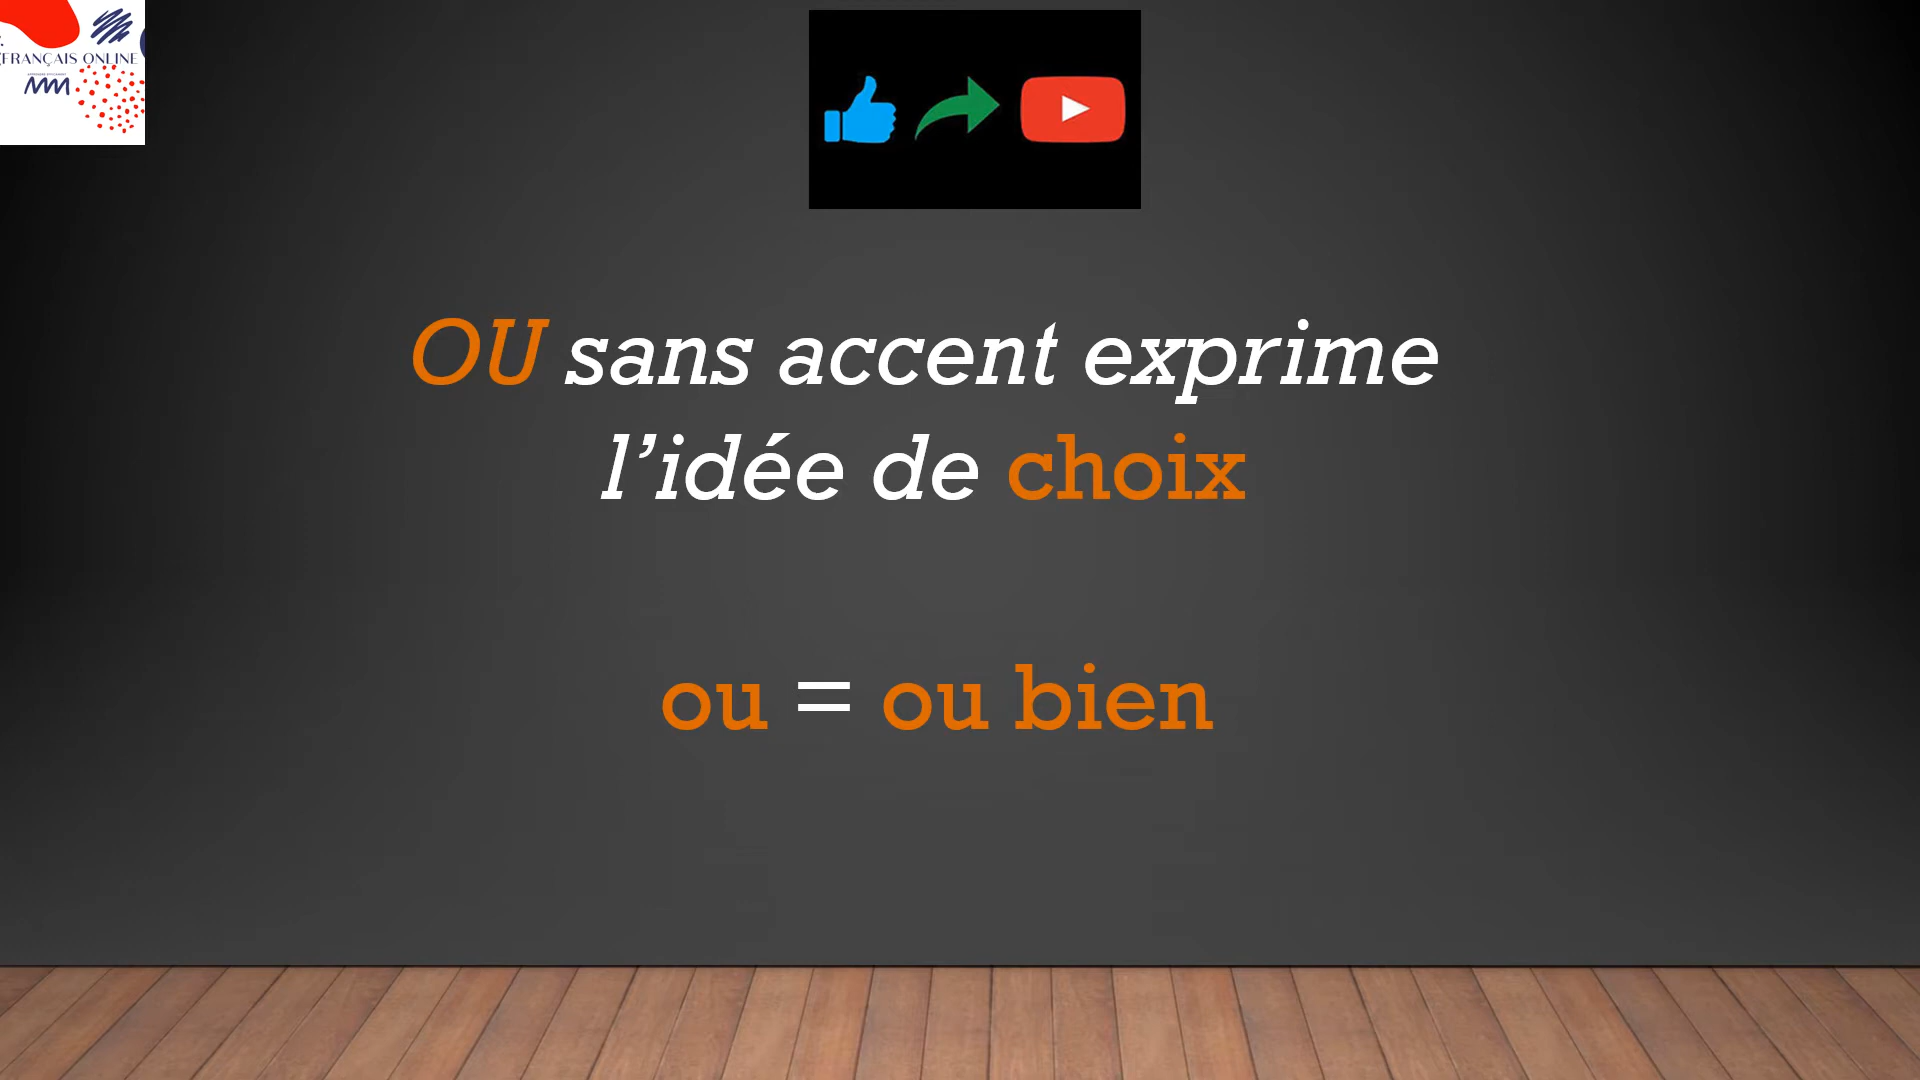 FRANÇAIS ONLINE
OU sans accent exprime
l’idée de choix
ou = ou bien